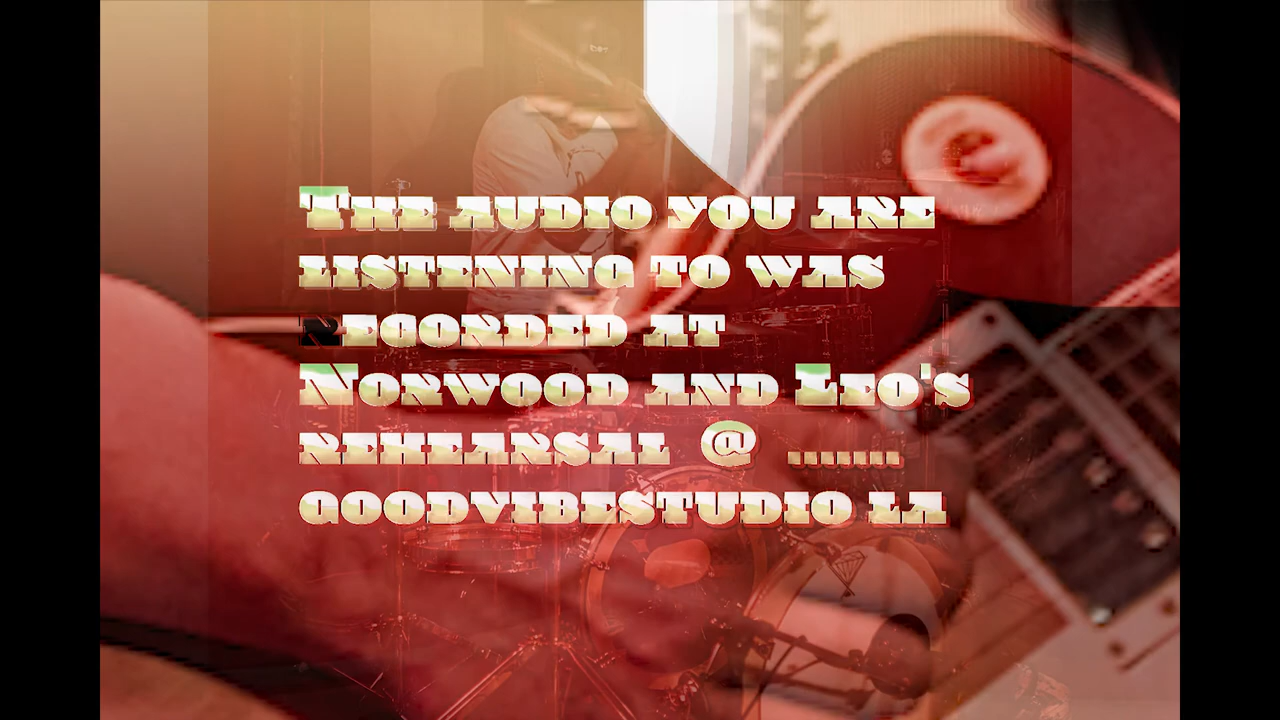 The audio you are
listening to was
recorded at
Norwood and Leo's
rehearsal @ .......
goodvibestudio la